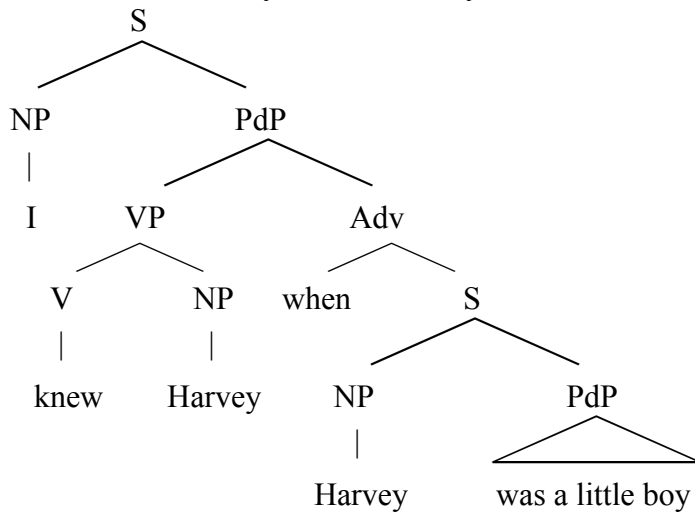 S
NP PdP
I VP Adv
V NP when S
knew Harvey NP PdP
Harvey was a little boy